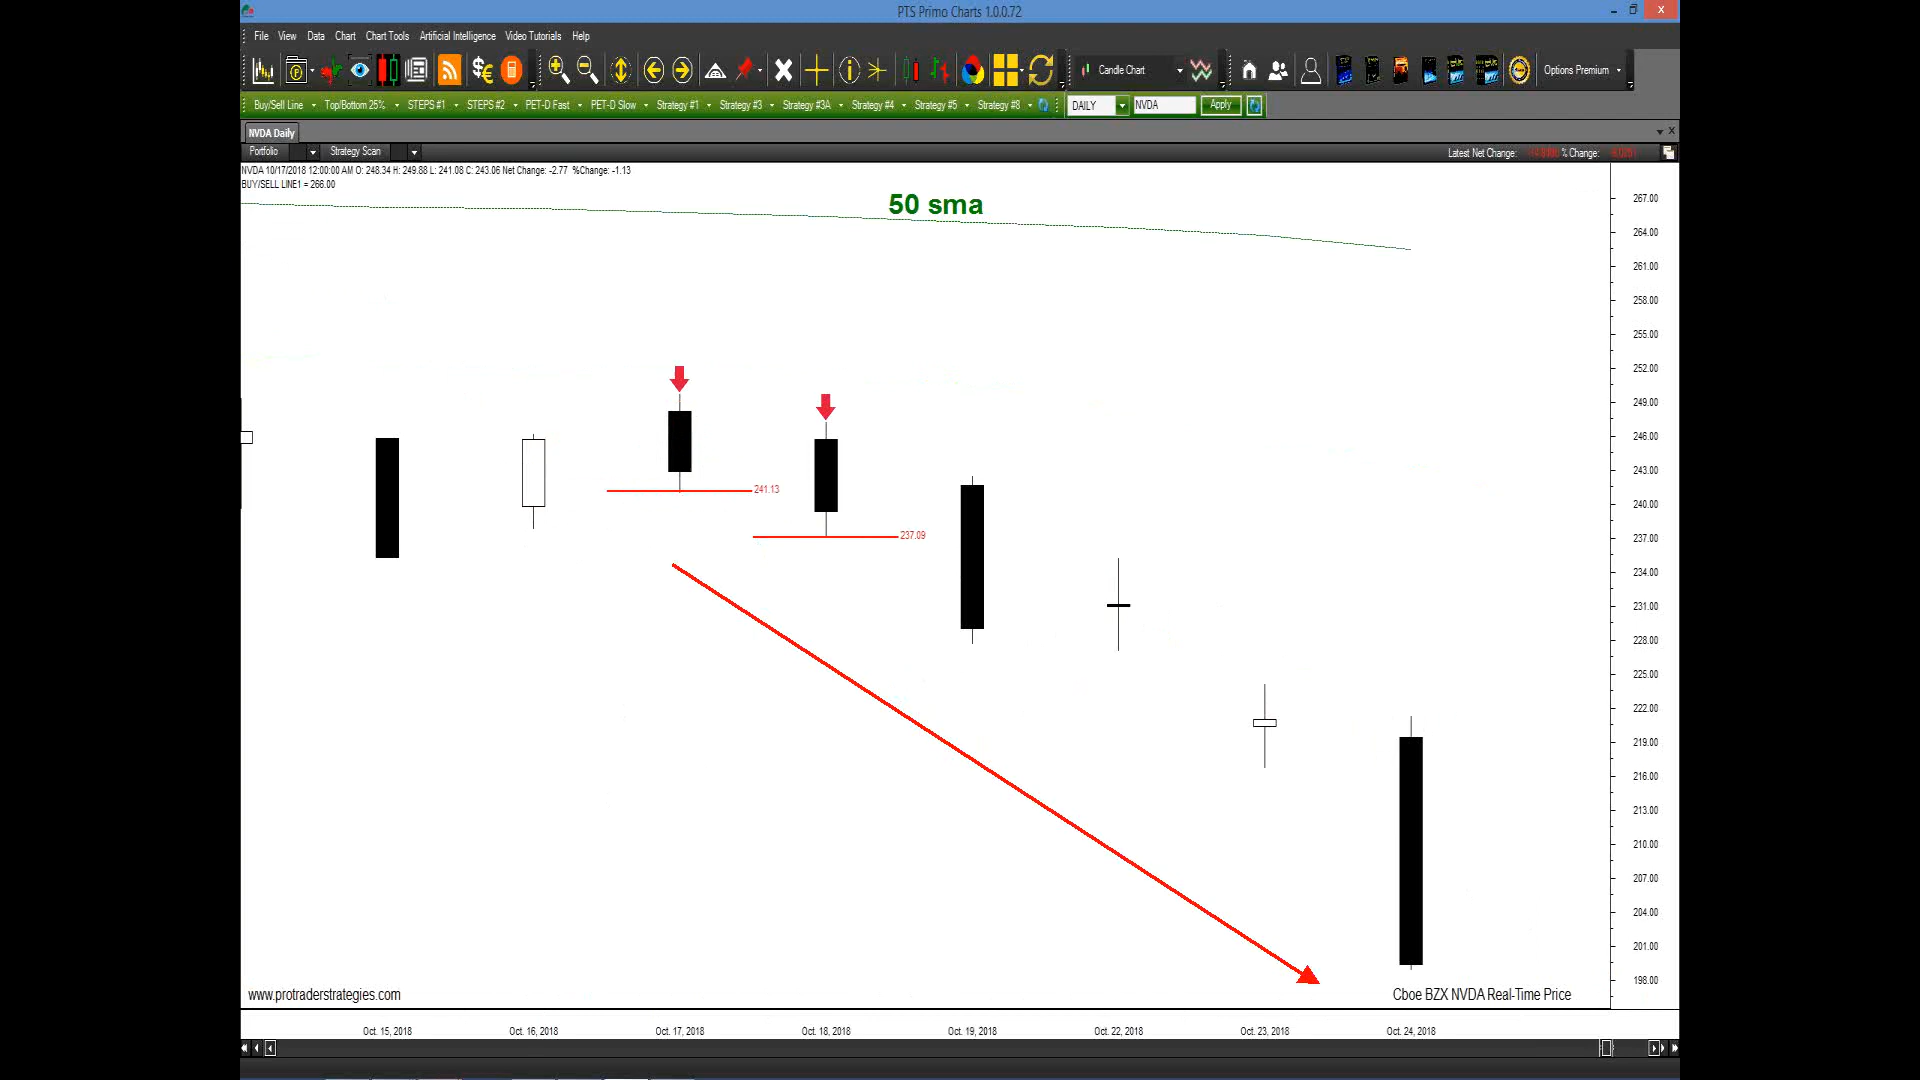 PTS Primo Charts 1.0.0.72
File View Data Chart Chart Tools Artificial Intelligence Video Tutorials Help
Candle Chart Options Premium
Buy/Sell Line Top/Bottom 25% STEPS #1 STEPS #2 PET-D Fast PET-D Slow Strategy #1 Strategy #3 Strategy #3A Strategy #4 Strategy #5 Strategy #8 DAILY NVDA Apply
NVDA Daily
Portfolio Strategy Scan Latest Net Change: % Change:
NVDA 10/17/2018 12:00:00 AM O: 248.34 H: 249.88 L: 241.08 C: 243.06 Net Change: -2.77 %Change: -1.13
BUY/SELL LINE1 = 266.00
50 sma
267.00
264.00
261.00
258.00
255.00
252.00
249.00
246.00
243.00
241.13
240.00
237.09
237.00
234.00
231.00
228.00
225.00
222.00
219.00
216.00
213.00
210.00
207.00
204.00
201.00
198.00
www.protraderstrategies.com Cboe BZX NVDA Real-Time Price
Oct. 15, 2018 Oct. 16, 2018 Oct. 17, 2018 Oct. 18, 2018 Oct. 19, 2018 Oct. 22, 2018 Oct. 23, 2018 Oct. 24, 2018